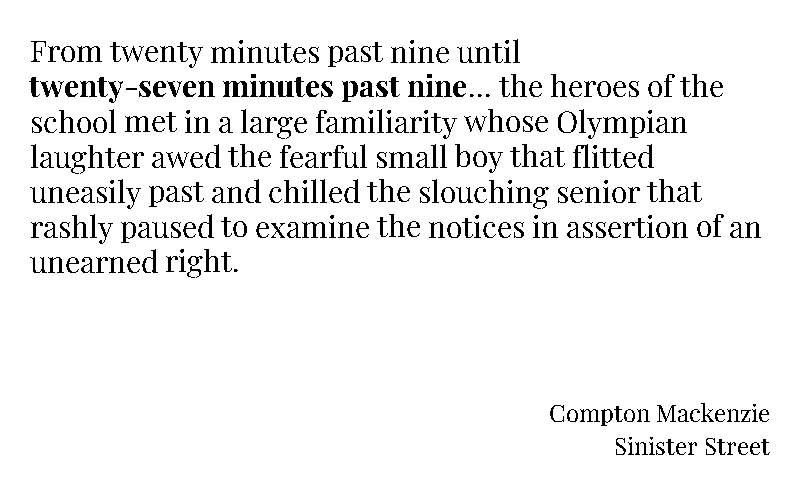 From twenty minutes past nine until
twenty-seven minutes past nine... the heroes of the
school met in a large familiarity whose Olympian
laughter awed the fearful small boy that flitted
uneasily past and chilled the slouching senior that
rashly paused to examine the notices in assertion of an
unearned right.
Compton Mackenzie
Sinister Street